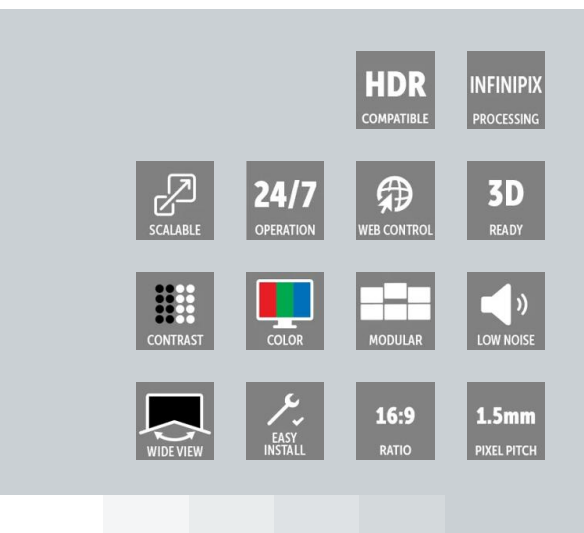 HDR
COMPATIBLE
INFINIPIX
PROCESSING
SCALABLE
24/7
OPERATION
WEB CONTROL
3D
READY
CONTRAST
COLOR
MODULAR
LOW NOISE
WIDE VIEW
EASY
INSTALL
16:9
RATIO
1.5mm
PIXEL PITCH